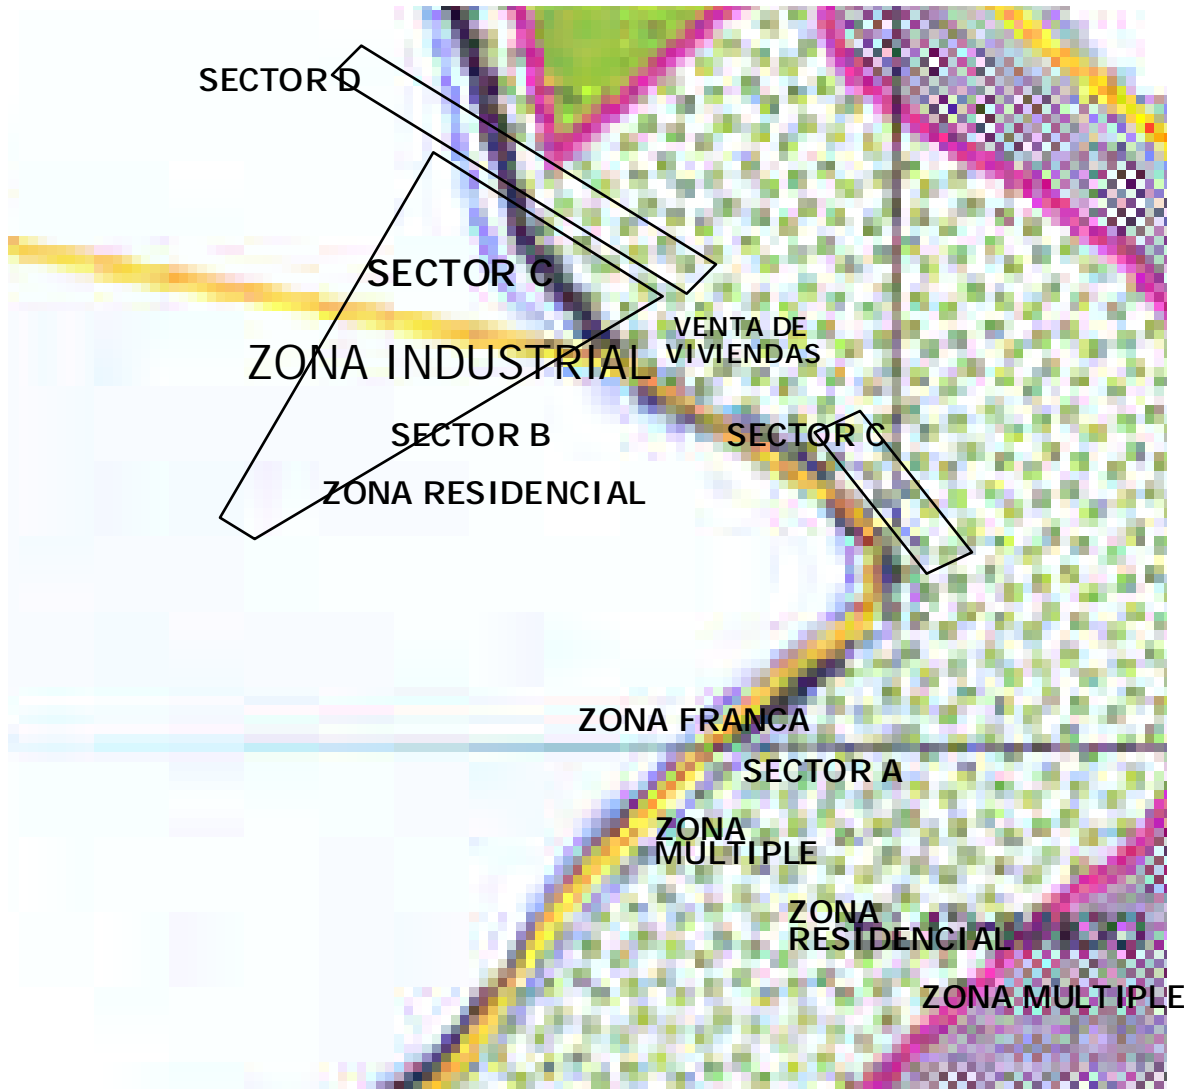 SECTOR D
SECTOR C
VENTA DE
VIVIENDAS
ZONA INDUSTRIAL
SECTOR B
SECTOR C
ZONA RESIDENCIAL
ZONA FRANCA
SECTOR A
ZONA
MULTIPLE
ZONA
RESIDENCIAL
ZONA MULTIPLE